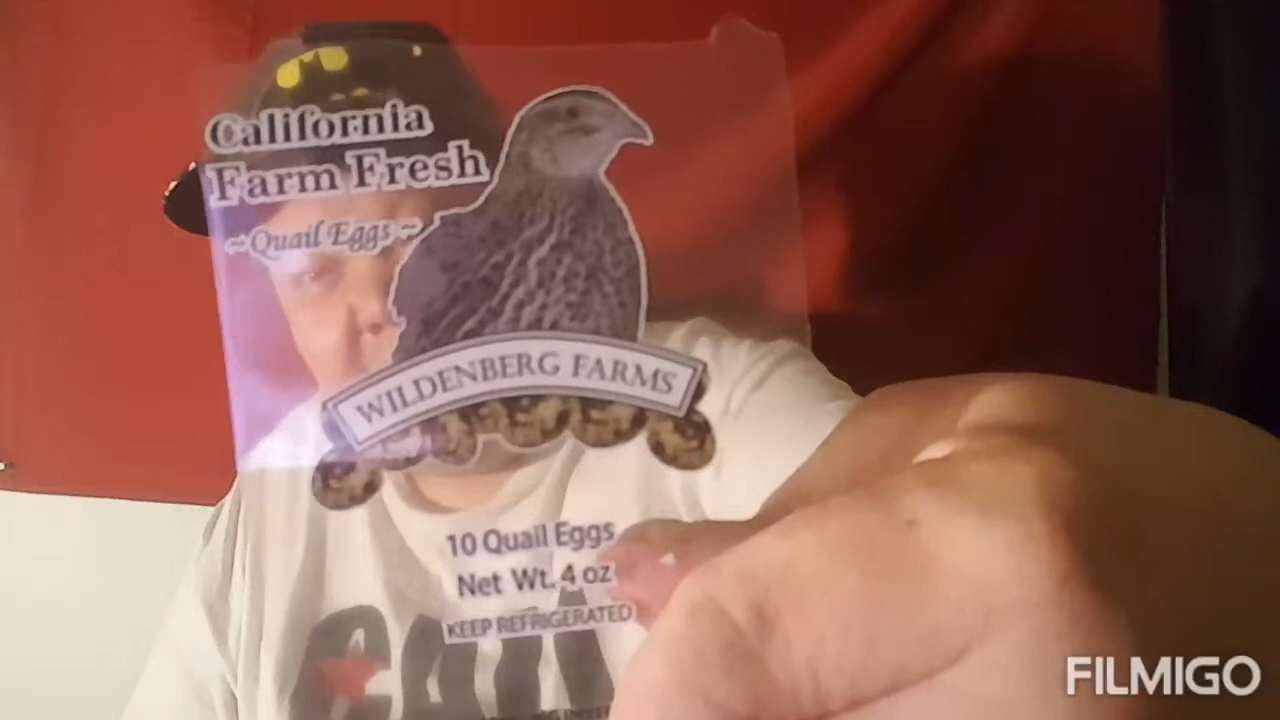 California
Farm Fresh
~Quail Eggs~
WILDENBERG FARMS
10 Quail Eggs
Net Wt. 4 oz
KEEP REFRIGERATED
FILMIGO